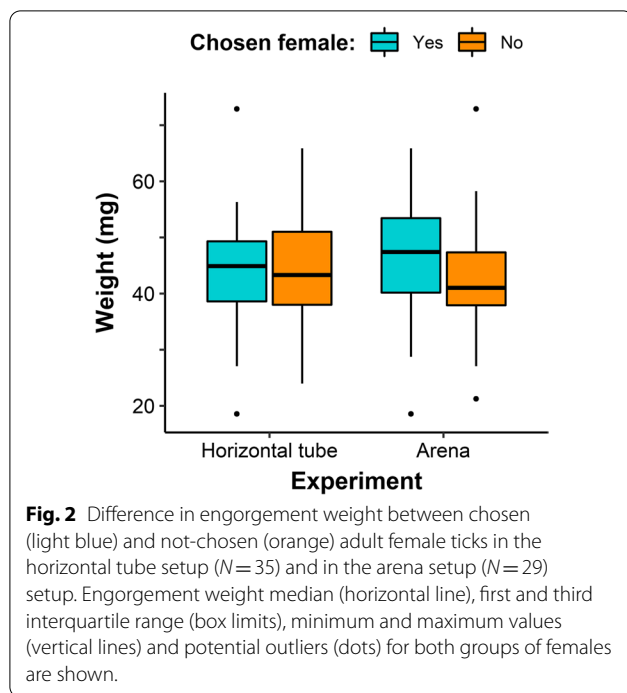 Chosen female: Yes No
Weight (mg)
60
40
20
Horizontal tube Arena
Experiment
Fig. 2 Difference in engorgement weight between chosen
(light blue) and not-chosen (orange) adult female ticks in the
horizontal tube setup (N=35) and in the arena setup (N=29)
setup. Engorgement weight median (horizontal line), first and third
interquartile range (box limits), minimum and maximum values
(vertical lines) and potential outliers (dots) for both groups of females
are shown.